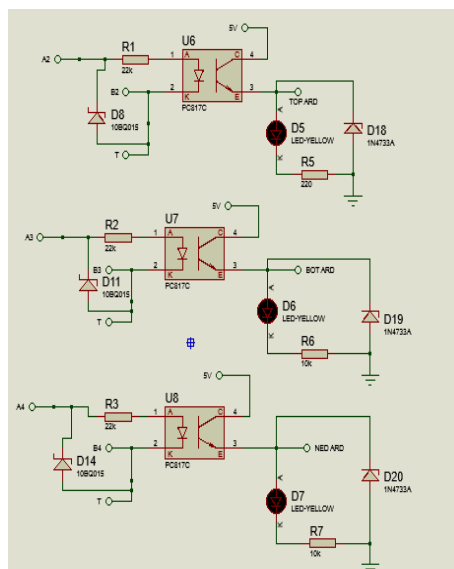 U6
5V
R1
A2
1
A
C
4
22k
B2
2
K
E
3
TOP ARD
D8
PC817C
10BQ015
A
D5
D18
LED-YELLOW
1N4733A
T
K
R5
220
U7
5V
R2
A3
1
A
C
4
22k
B3
2
K
E
3
BOT ARD
D11
PC817C
10BQ015
A
D6
D19
LED-YELLOW
1N4733A
T
K
R6
10k
U8
5V
R3
A4
1
A
C
4
22k
B4
2
K
E
3
NED ARD
D14
PC817C
10BQ015
A
D20
1N4733A
D7
LED-YELLOW
T
K
R7
10k